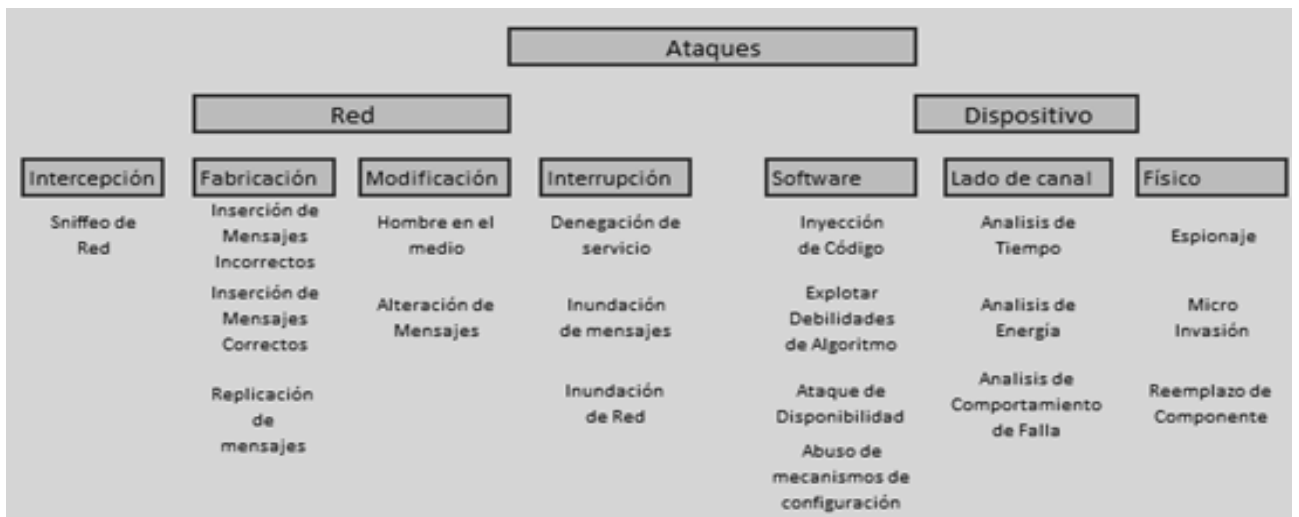 Ataques
Red
Dispositivo
Intercepción
Sniffeo de
Red
Fabricación
Inserción de
Mensajes
Incorrectos
Inserción de
Mensajes
Correctos
Replicación
de
mensajes
Modificación
Hombre en el
medio
Alteración de
Mensajes
Interrupción
Denegación de
servicio
Inundación
de mensajes
Inundación
de Red
Software
Inyección
de Código
Explotar
Debilidades
de Algoritmo
Ataque de
Disponibilidad
Abuso de
mecanismos de
configuración
Lado de canal
Analisis de
Tiempo
Analisis de
Energía
Analisis de
Comportamiento
de Falla
Físico
Espionaje
Micro
Invasión
Reemplazo de
Componente